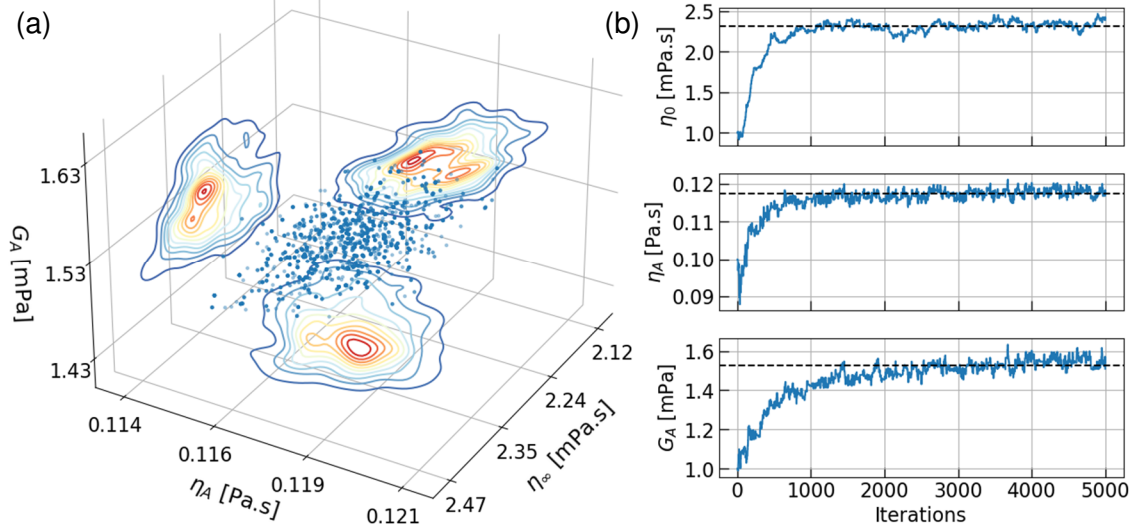 (a)
1.63
1.53
1.43
G_A [mPa]
0.114
0.116
0.119
0.121
η_A [Pa.s]
2.12
2.24
2.35
2.47
η_∞ [mPa.s]
(b)
2.5
2.0
1.5
1.0
η_0 [mPa.s]
0.12
0.11
0.10
0.09
η_A [Pa.s]
1.6
1.4
1.2
1.0
G_A [mPa]
0 1000 2000 3000 4000 5000
Iterations